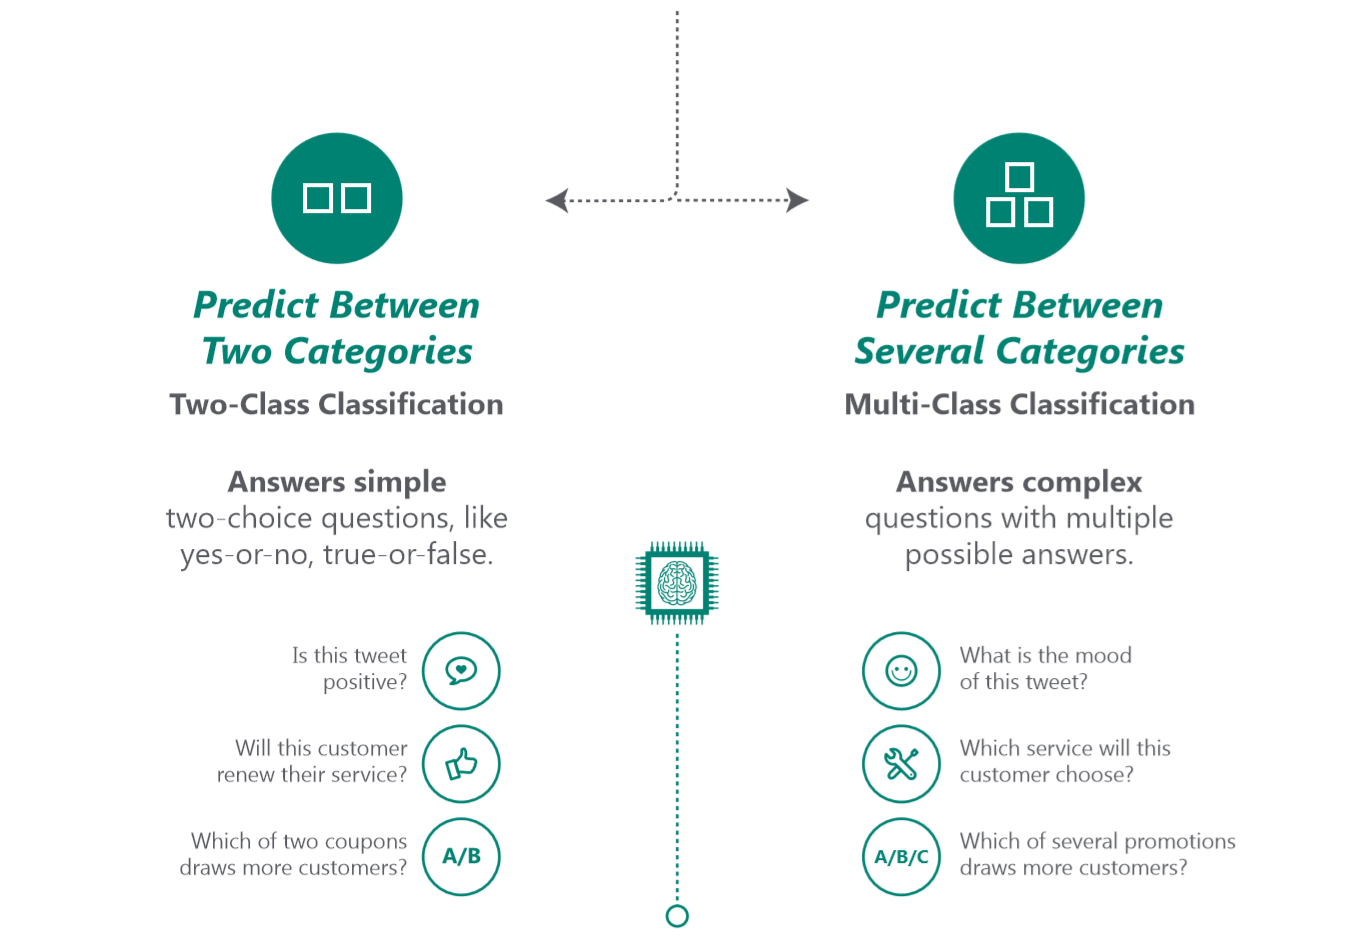 Predict Between
Two Categories
Two-Class Classification
Answers simple
two-choice questions, like
yes-or-no, true-or-false.
Is this tweet
positive?
Will this customer
renew their service?
Which of two coupons
draws more customers?
A/B
Predict Between
Several Categories
Multi-Class Classification
Answers complex
questions with multiple
possible answers.
What is the mood
of this tweet?
Which service will this
customer choose?
A/B/C
Which of several promotions
draws more customers?